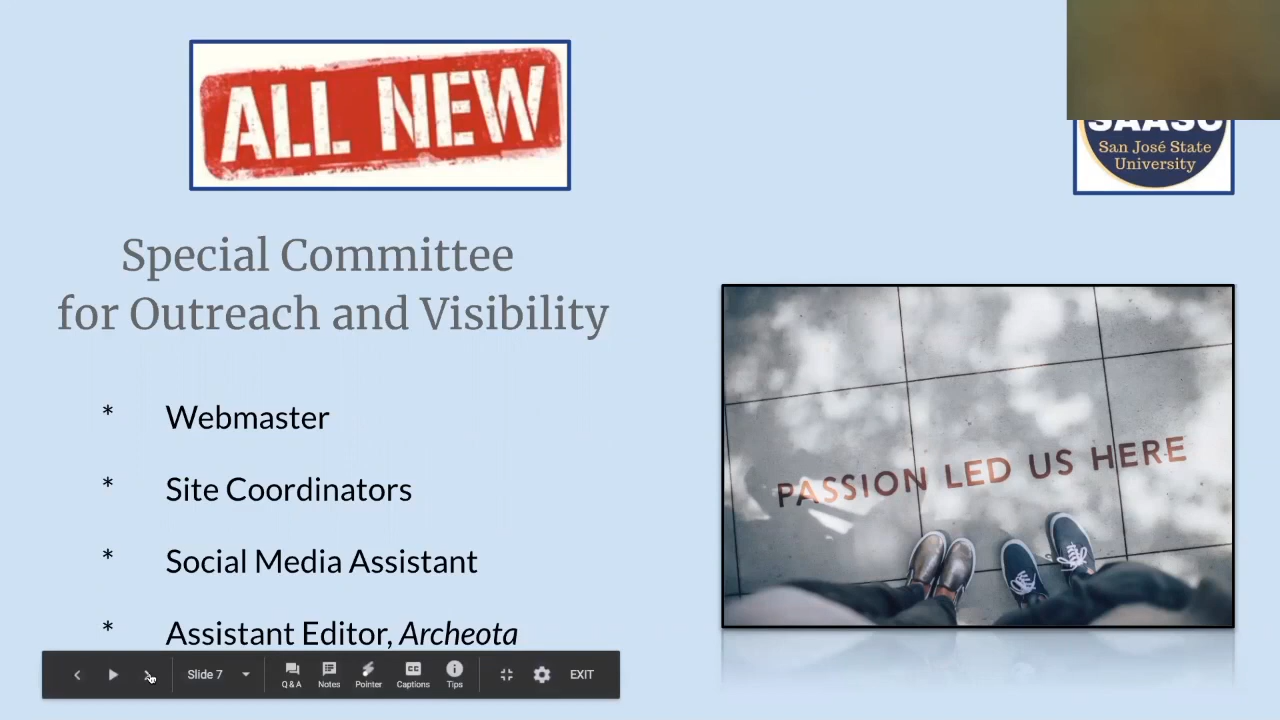 ALL NEW
SAASC
San José State
University
Special Committee
for Outreach and Visibility
PASSION LED US HERE
* Webmaster
* Site Coordinators
* Social Media Assistant
* Assistant Editor, Archeota
Slide 7
Q & A
Notes
Pointer
Captions
Tips
EXIT